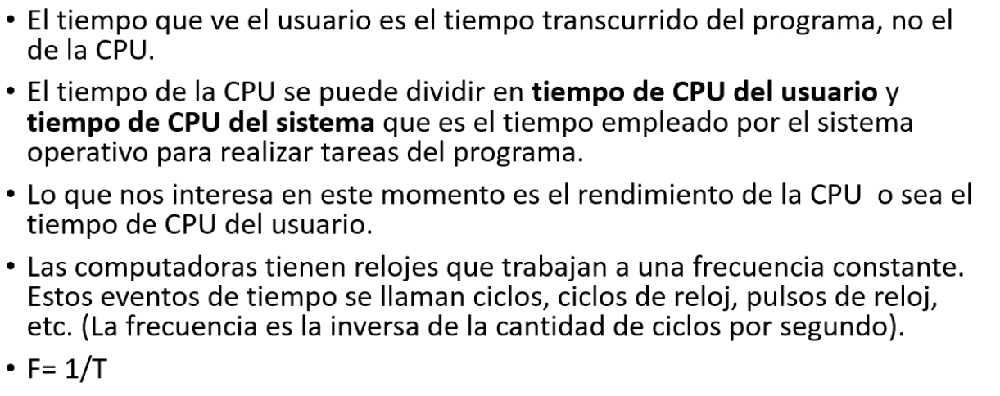 • El tiempo que ve el usuario es el tiempo transcurrido del programa, no el
de la CPU.
• El tiempo de la CPU se puede dividir en tiempo de CPU del usuario y
tiempo de CPU del sistema que es el tiempo empleado por el sistema
operativo para realizar tareas del programa.
• Lo que nos interesa en este momento es el rendimiento de la CPU  o sea el
tiempo de CPU del usuario.
• Las computadoras tienen relojes que trabajan a una frecuencia constante.
Estos eventos de tiempo se llaman ciclos, ciclos de reloj, pulsos de reloj,
etc. (La frecuencia es la inversa de la cantidad de ciclos por segundo).
• F= 1/T